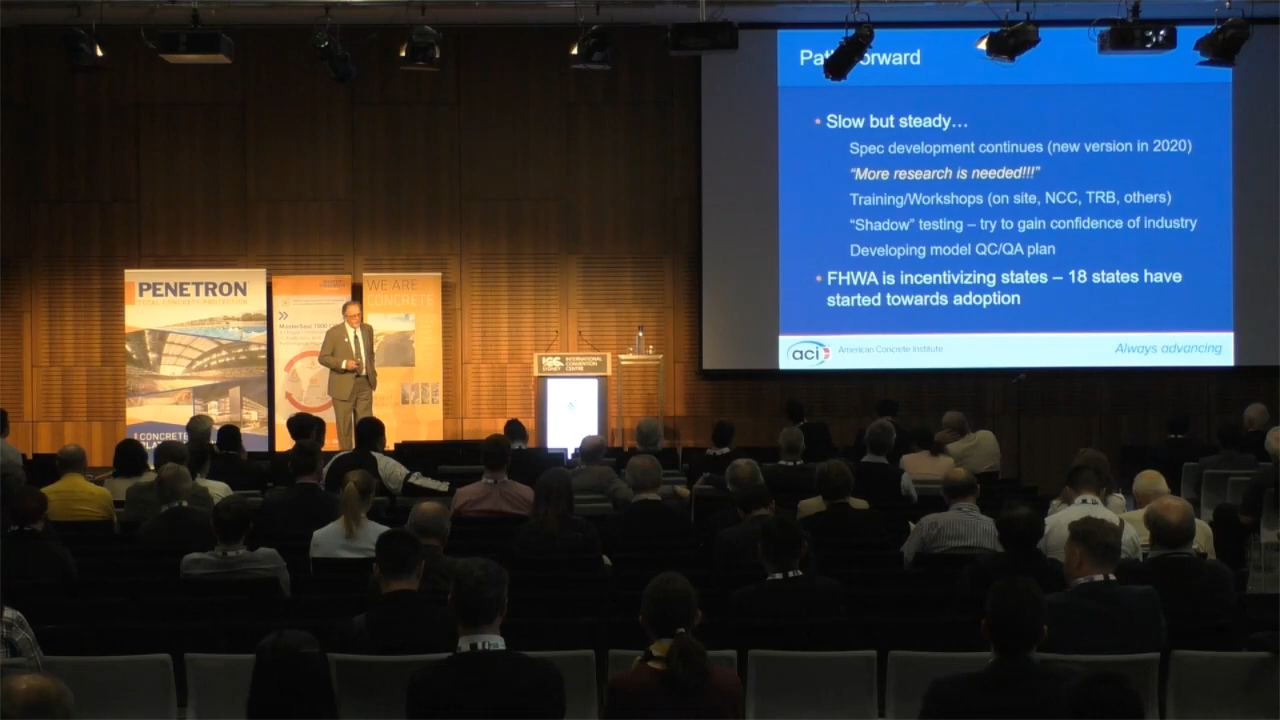 Path Forward
• Slow but steady…
Spec development continues (new version in 2020)
“More research is needed!!!”
Training/Workshops (on site, NCC, TRB, others)
“Shadow” testing – try to gain confidence of industry
Developing model QC/QA plan
• FHWA is incentivizing states – 18 states have
started towards adoption
aci
American Concrete Institute
Always advancing
PENETRON
TOTAL CONCRETE PROTECTION
CONCRETE
MasterSeal 7000
WE ARE
CONCRETE
ICC
SYDNEY
INTERNATIONAL
CONVENTION
CENTRE